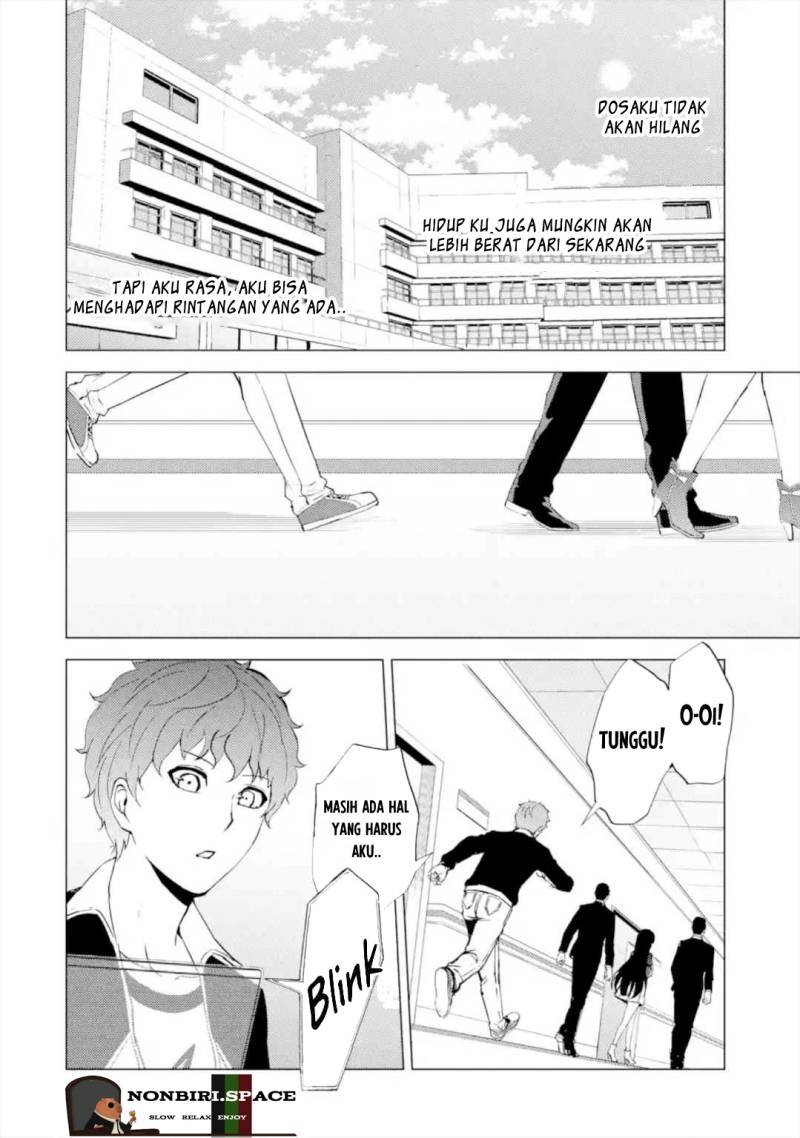 DOSAKU TIDAK
AKAN HILANG
HIDUP KU JUGA MUNGKIN AKAN
LEBIH BERAT DARI SEKARANG
TAPI AKU RASA, AKU BISA
MENGHADAPI RINTANGAN YANG ADA..
O-OI!
TUNGGU!
MASIH ADA HAL
YANG HARUS
AKU..
Blink
NONBIRI.SPACE
SLOW RELAX ENJOY